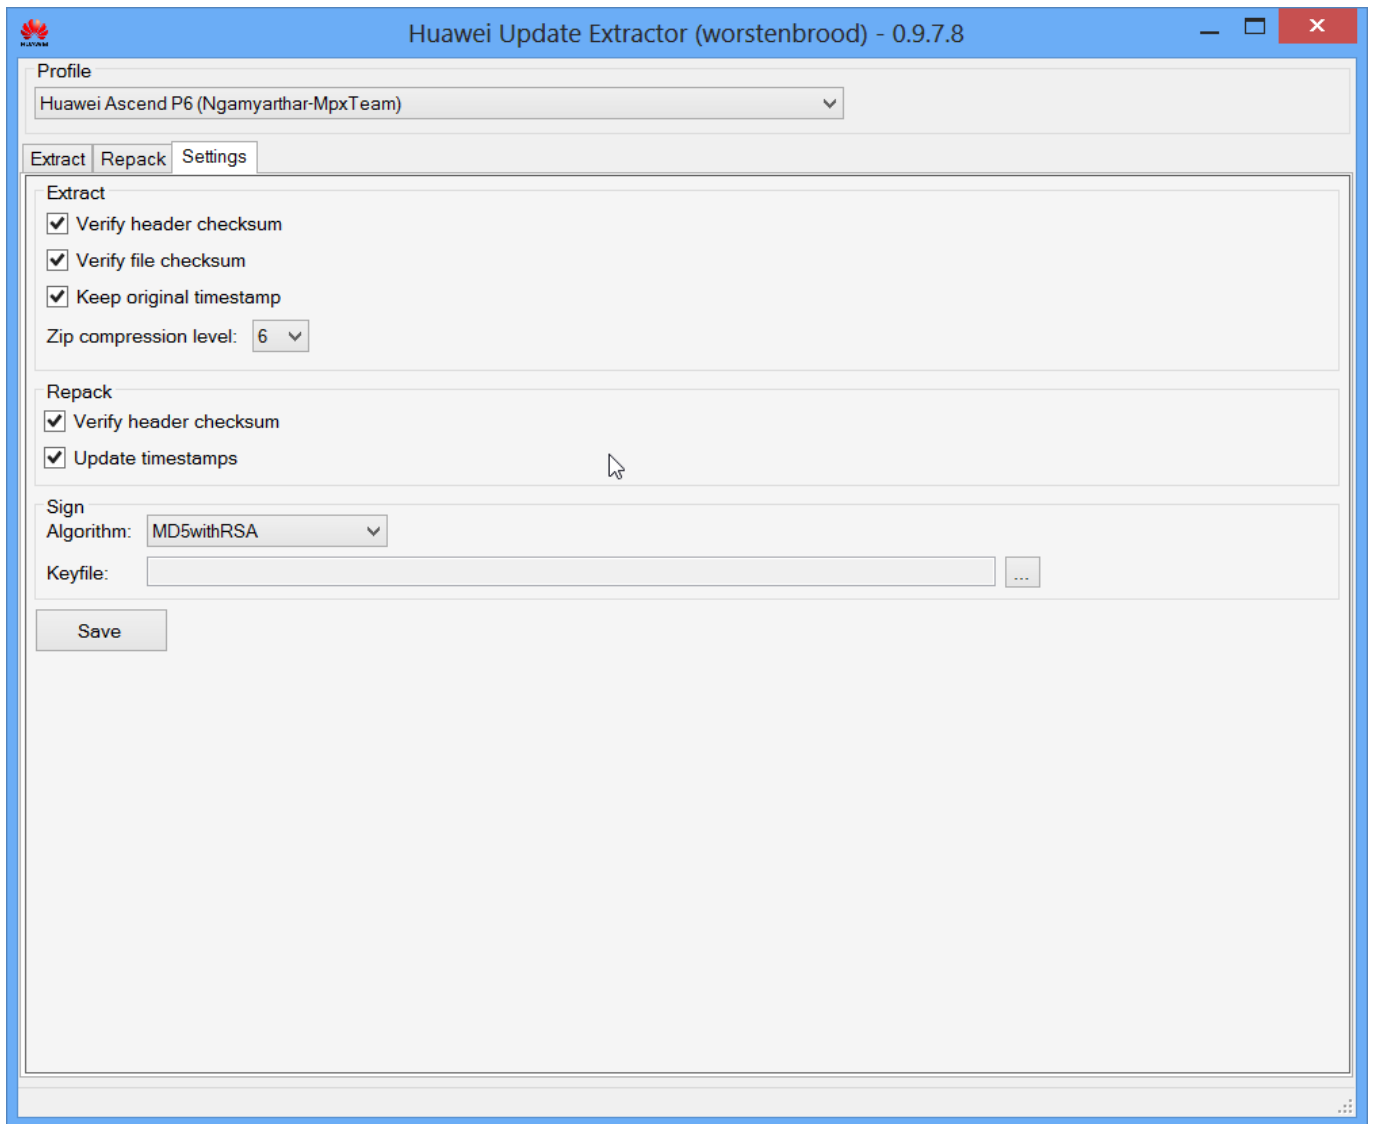 HUAWEI
Huawei Update Extractor (worstenbrood) - 0.9.7.8
Profile
Huawei Ascend P6 (Ngamyarthar-MpxTeam)
Extract Repack Settings
Extract
Verify header checksum
Verify file checksum
Keep original timestamp
Zip compression level: 6
Repack
Verify header checksum
Update timestamps
Sign
Algorithm: MD5withRSA
Keyfile: ...
Save